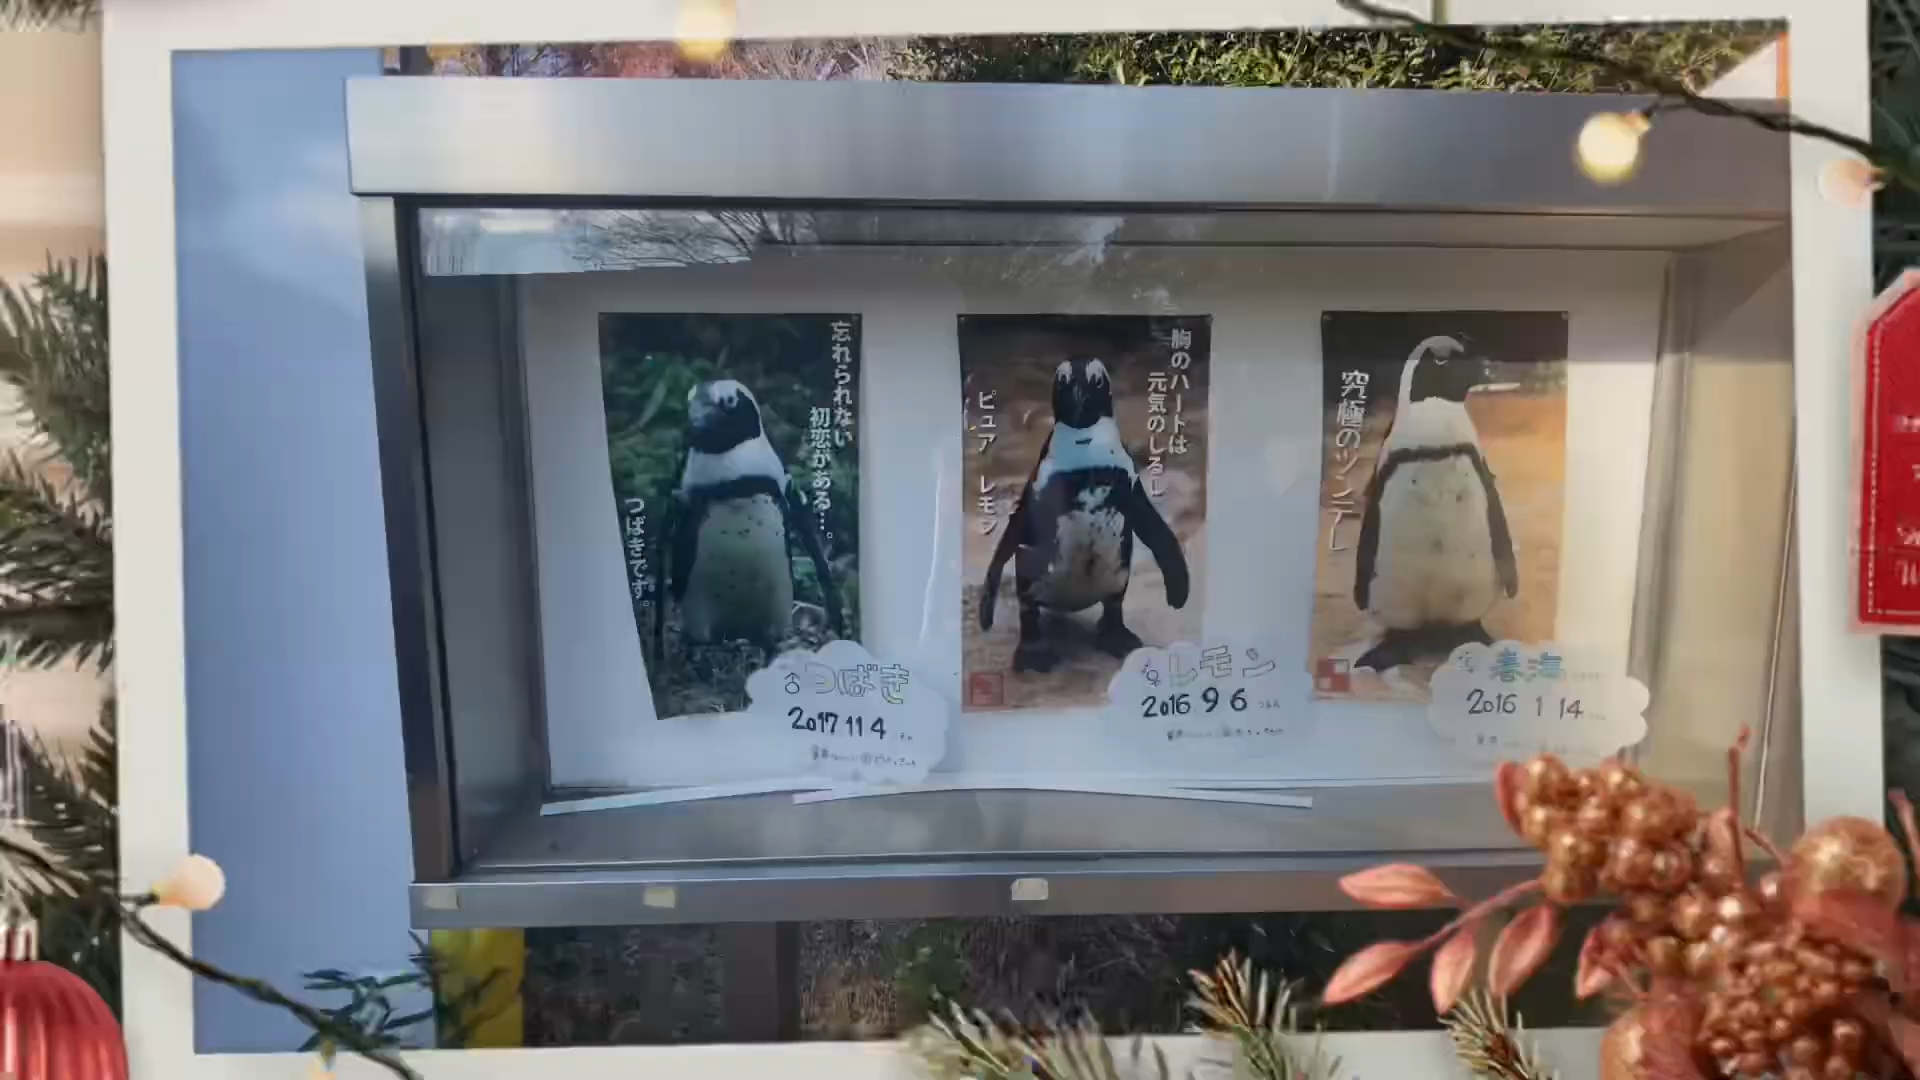 忘れられない
初恋がある…。
つばきです。
♂つばき
2017 11 4
胸のハートは
元気のしるし
ピュア レモン
♀レモン
2016 9 6
究極のツンデレ
春海
2016 1 14